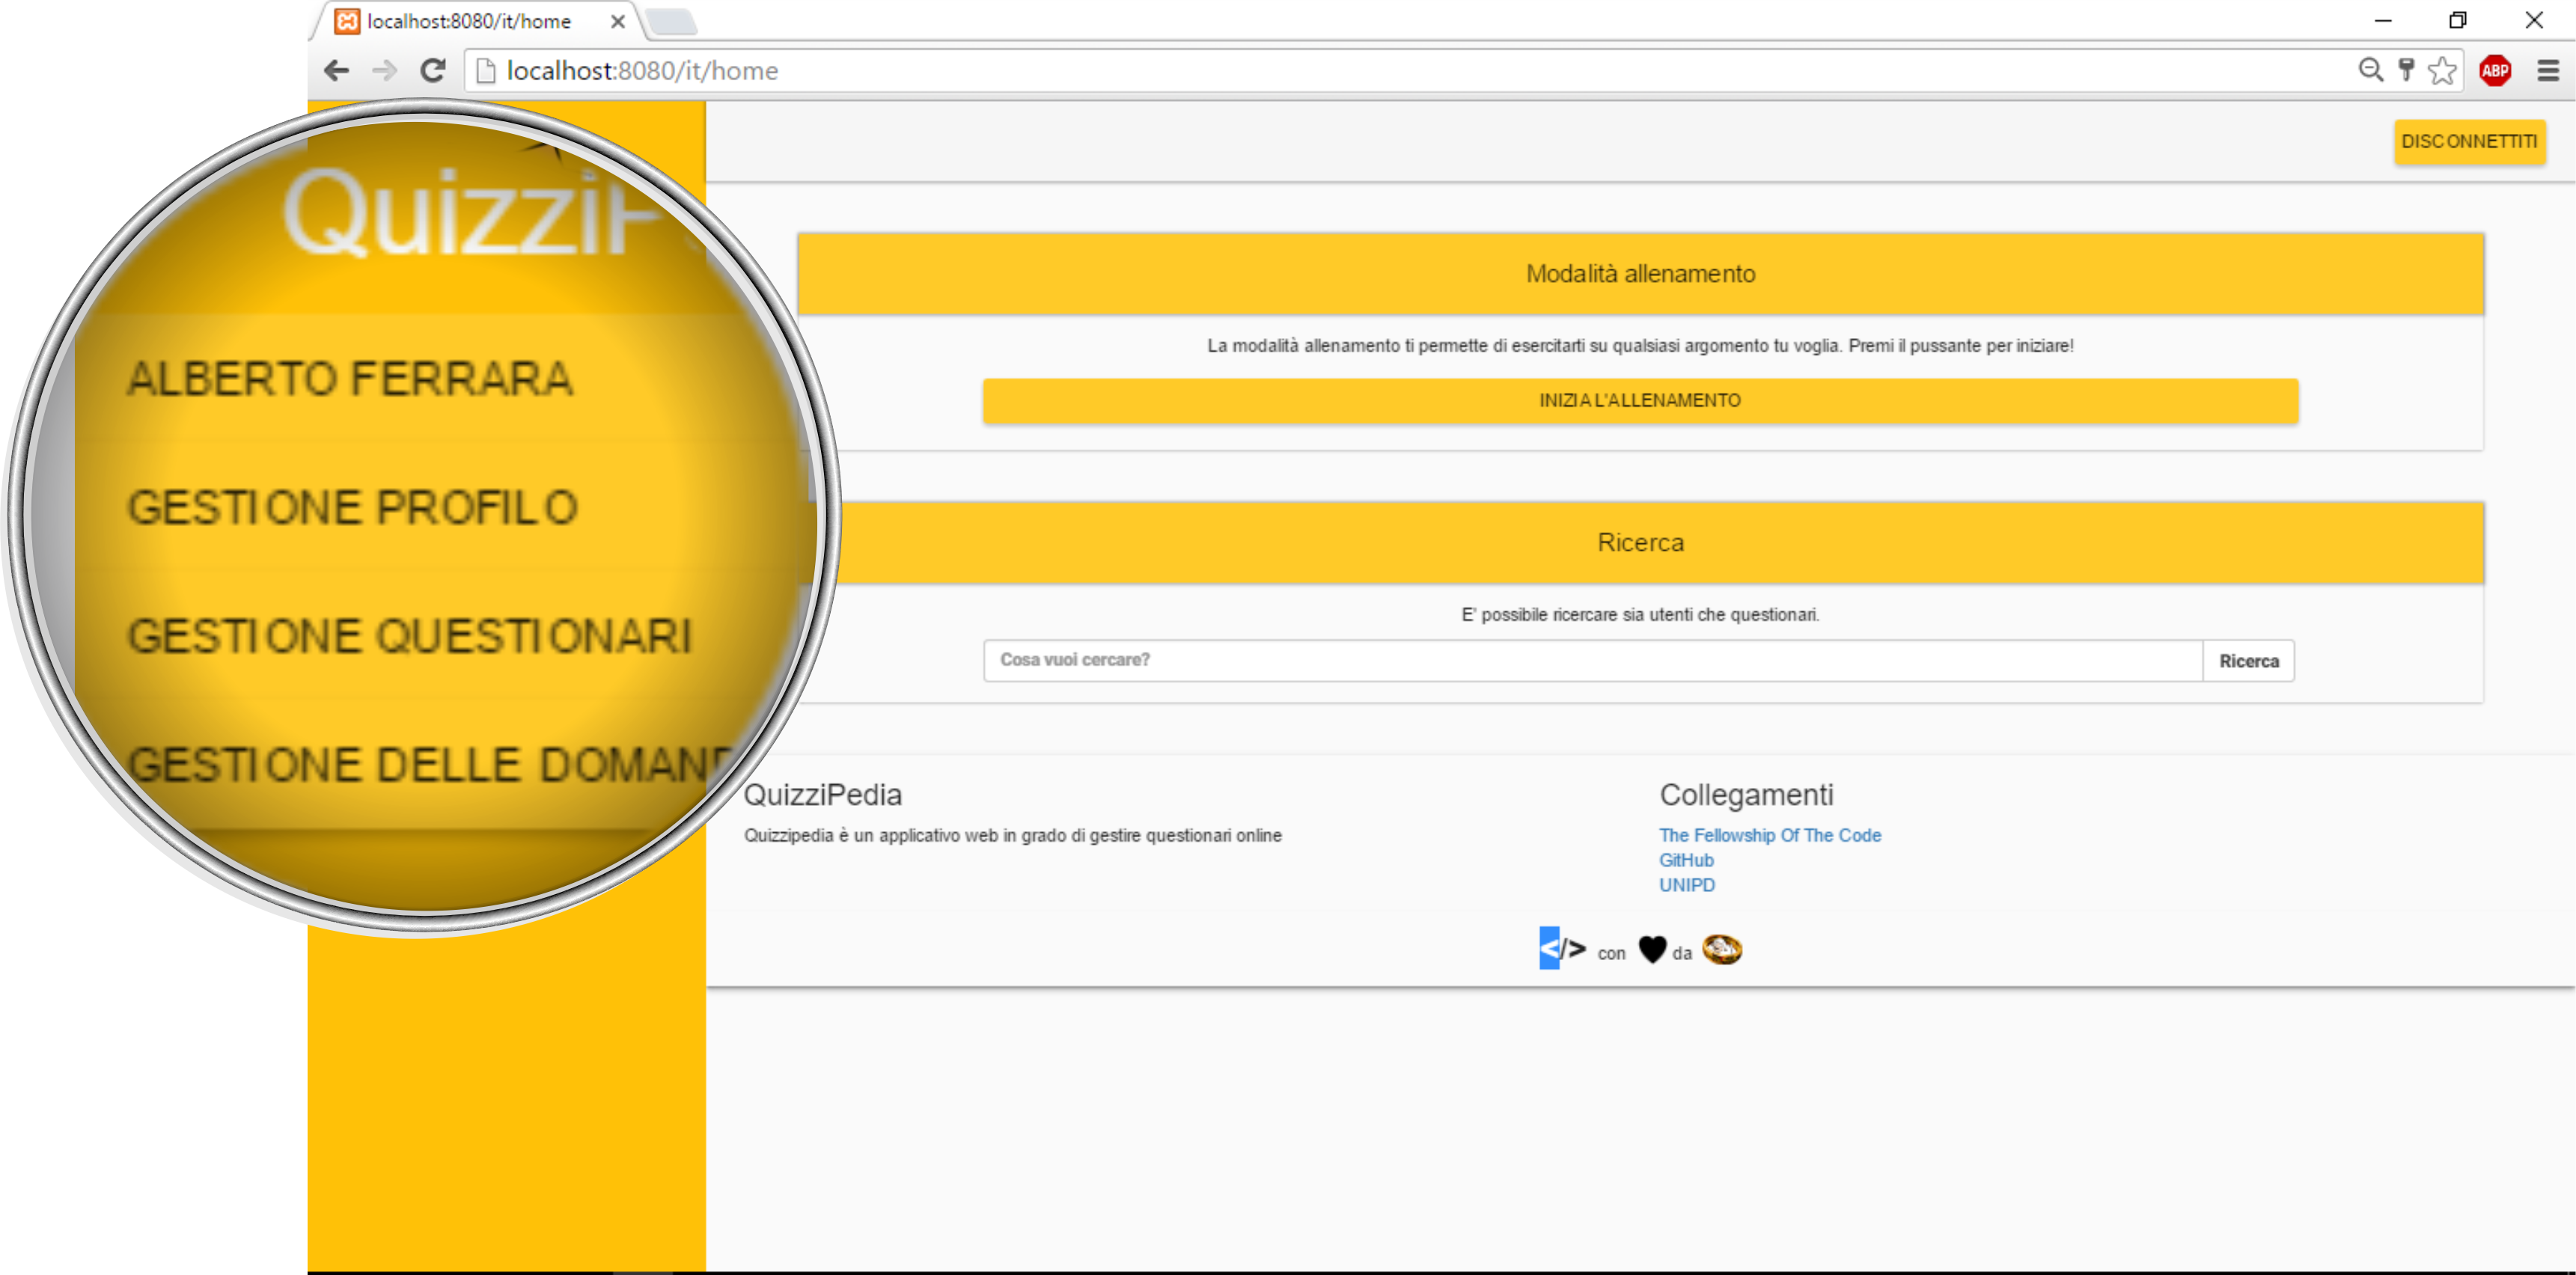 localhost:8080/it/home
localhost:8080/it/home
ABP
DISCONNETTITI
ALBERTO FERRARA
GESTIONE PROFILO
GESTIONE QUESTIONARI
GESTIONE DELLE
Modalità allenamento
La modalità allenamento ti permette di esercitarti su qualsiasi argomento tu voglia. Premi il pussante per iniziare!
INIZIA L'ALLENAMENTO
Ricerca
E' possibile ricercare sia utenti che questionari.
Cosa vuoi cercare?
Ricerca
QuizziPedia
Quizzipedia è un applicativo web in grado di gestire questionari online
Collegamenti
The Fellowship Of The Code
GitHub
UNIPD
</> con da